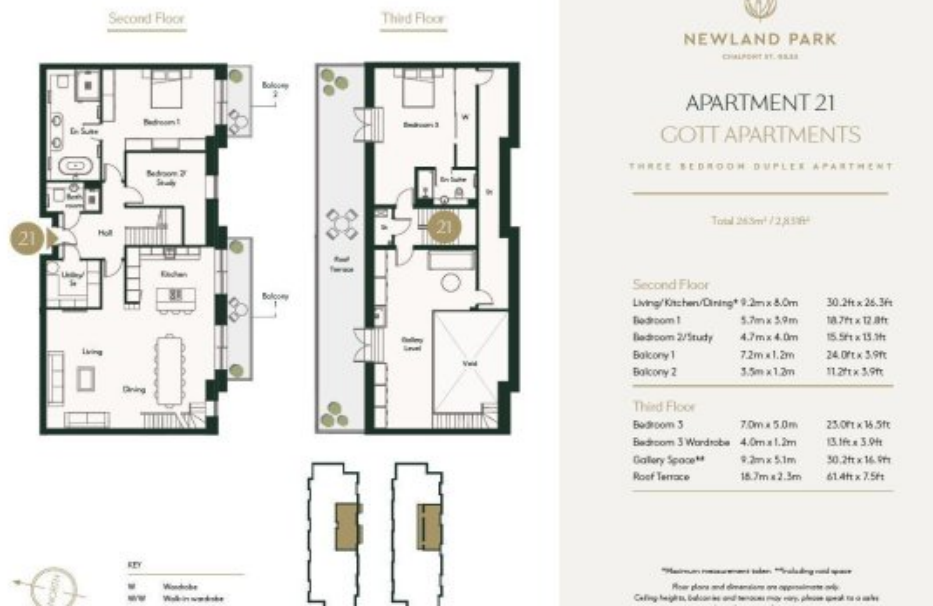 Second Floor
Third Floor
En Suite
Bedroom 1
Balcony
2
Bedroom 2/
Study
Bath
room
21
Hall
Utility/
St
Kitchen
Balcony
1
Living
Dining
Bedroom 3
W
En Suite
St
St
21
Roof
Terrace
Gallery
Level
Void
KEY
W Wardrobe
W/W Walk-in wardrobe
NORTH
NEWLAND PARK
CHALFONT ST. GILES
APARTMENT 21
GOTT APARTMENTS
THREE BEDROOM DUPLEX APARTMENT
Total 263m² / 2,831ft²
Second Floor
Living/Kitchen/Dining* 9.2m x 8.0m 30.2ft x 26.3ft
Bedroom 1 5.7m x 3.9m 18.7ft x 12.8ft
Bedroom 2/Study 4.7m x 4.0m 15.5ft x 13.1ft
Balcony 1 7.2m x 1.2m 24.0ft x 3.9ft
Balcony 2 3.5m x 1.2m 11.2ft x 3.9ft
Third Floor
Bedroom 3 7.0m x 5.0m 23.0ft x 16.5ft
Bedroom 3 Wardrobe 4.0m x 1.2m 13.1ft x 3.9ft
Gallery Space** 9.2m x 5.1m 30.2ft x 16.9ft
Roof Terrace 18.7m x 2.3m 61.4ft x 7.5ft
*Maximum measurement taken **Including void space
Floor plans and dimensions are approximate only.
Ceiling heights, balconies and terraces may vary, please speak to a sales